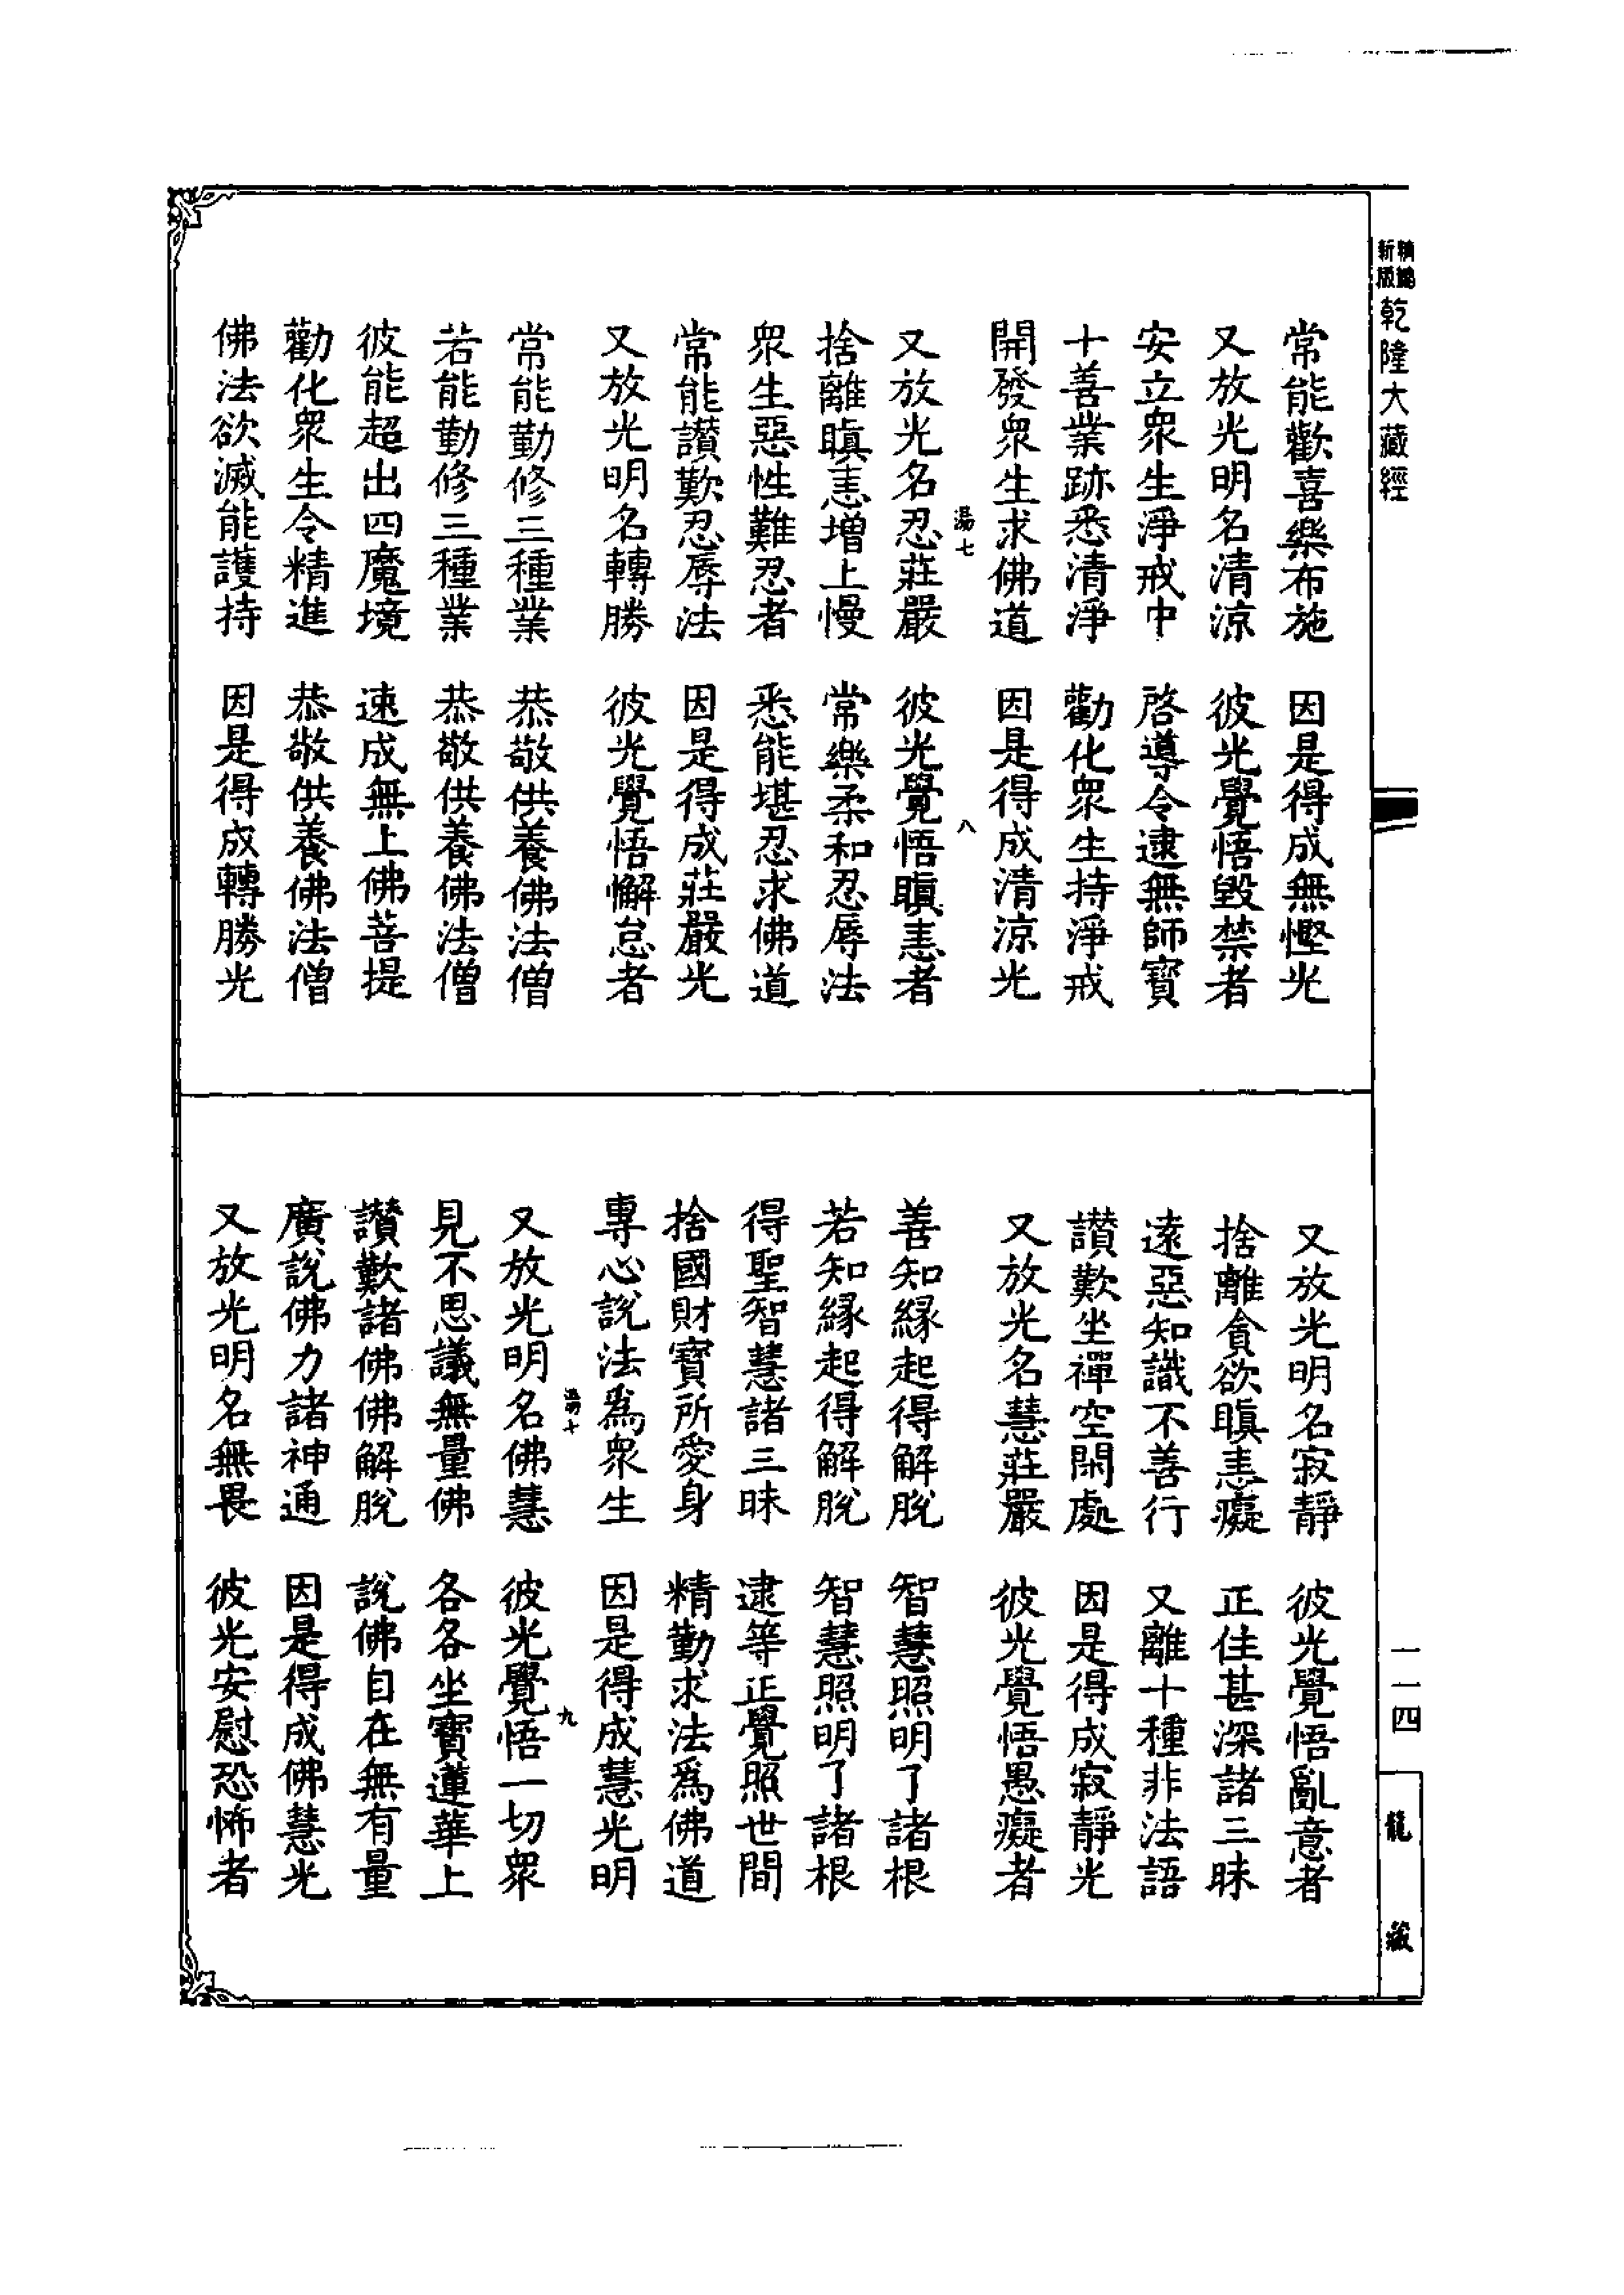 新版 精縮 乾隆大藏經
常能歡喜樂布施 因是得成無慳光
又放光明名清涼 彼光覺悟毀禁者
安立眾生淨戒中 啓導令逮無師寶
十善業跡悉清淨 勸化眾生持淨戒
開發眾生求佛道 因是得成清涼光
湯七 八
又放光名忍莊嚴 彼光覺悟瞋恚者
捨離瞋恚增上慢 常樂柔和忍辱法
眾生惡性難忍者 悉能堪忍求佛道
常能讚歎忍辱法 因是得成莊嚴光
又放光明名轉勝 彼光覺悟懈怠者
常能勤修三種業 恭敬供養佛法僧
若能勤修三種業 恭敬供養佛法僧
彼能超出四魔境 速成無上佛菩提
勸化眾生令精進 恭敬供養佛法僧
佛法欲滅能護持 因是得成轉勝光
又放光明名寂靜 彼光覺悟亂意者
捨離貪欲瞋恚癡 正住甚深諸三昧
遠惡知識不善行 又離十種非法語
讚歎坐禪空閑處 因是得成寂靜光
又放光名慧莊嚴 彼光覺悟愚癡者
善知緣起得解脫 智慧照明了諸根
若知緣起得解脫 智慧照明了諸根
得聖智慧諸三昧 逮等正覺照世間
捨國財寶所愛身 精勤求法爲佛道
專心說法爲眾生 因是得成慧光明
湯七 九
又放光明名佛慧 彼光覺悟一切眾
見不思議無量佛 各各坐寶蓮華上
讚歎諸佛佛解脫 說佛自在無有量
廣說佛力諸神通 因是得成佛慧光
又放光明名無畏 彼光安慰恐怖者
一一四
龍藏